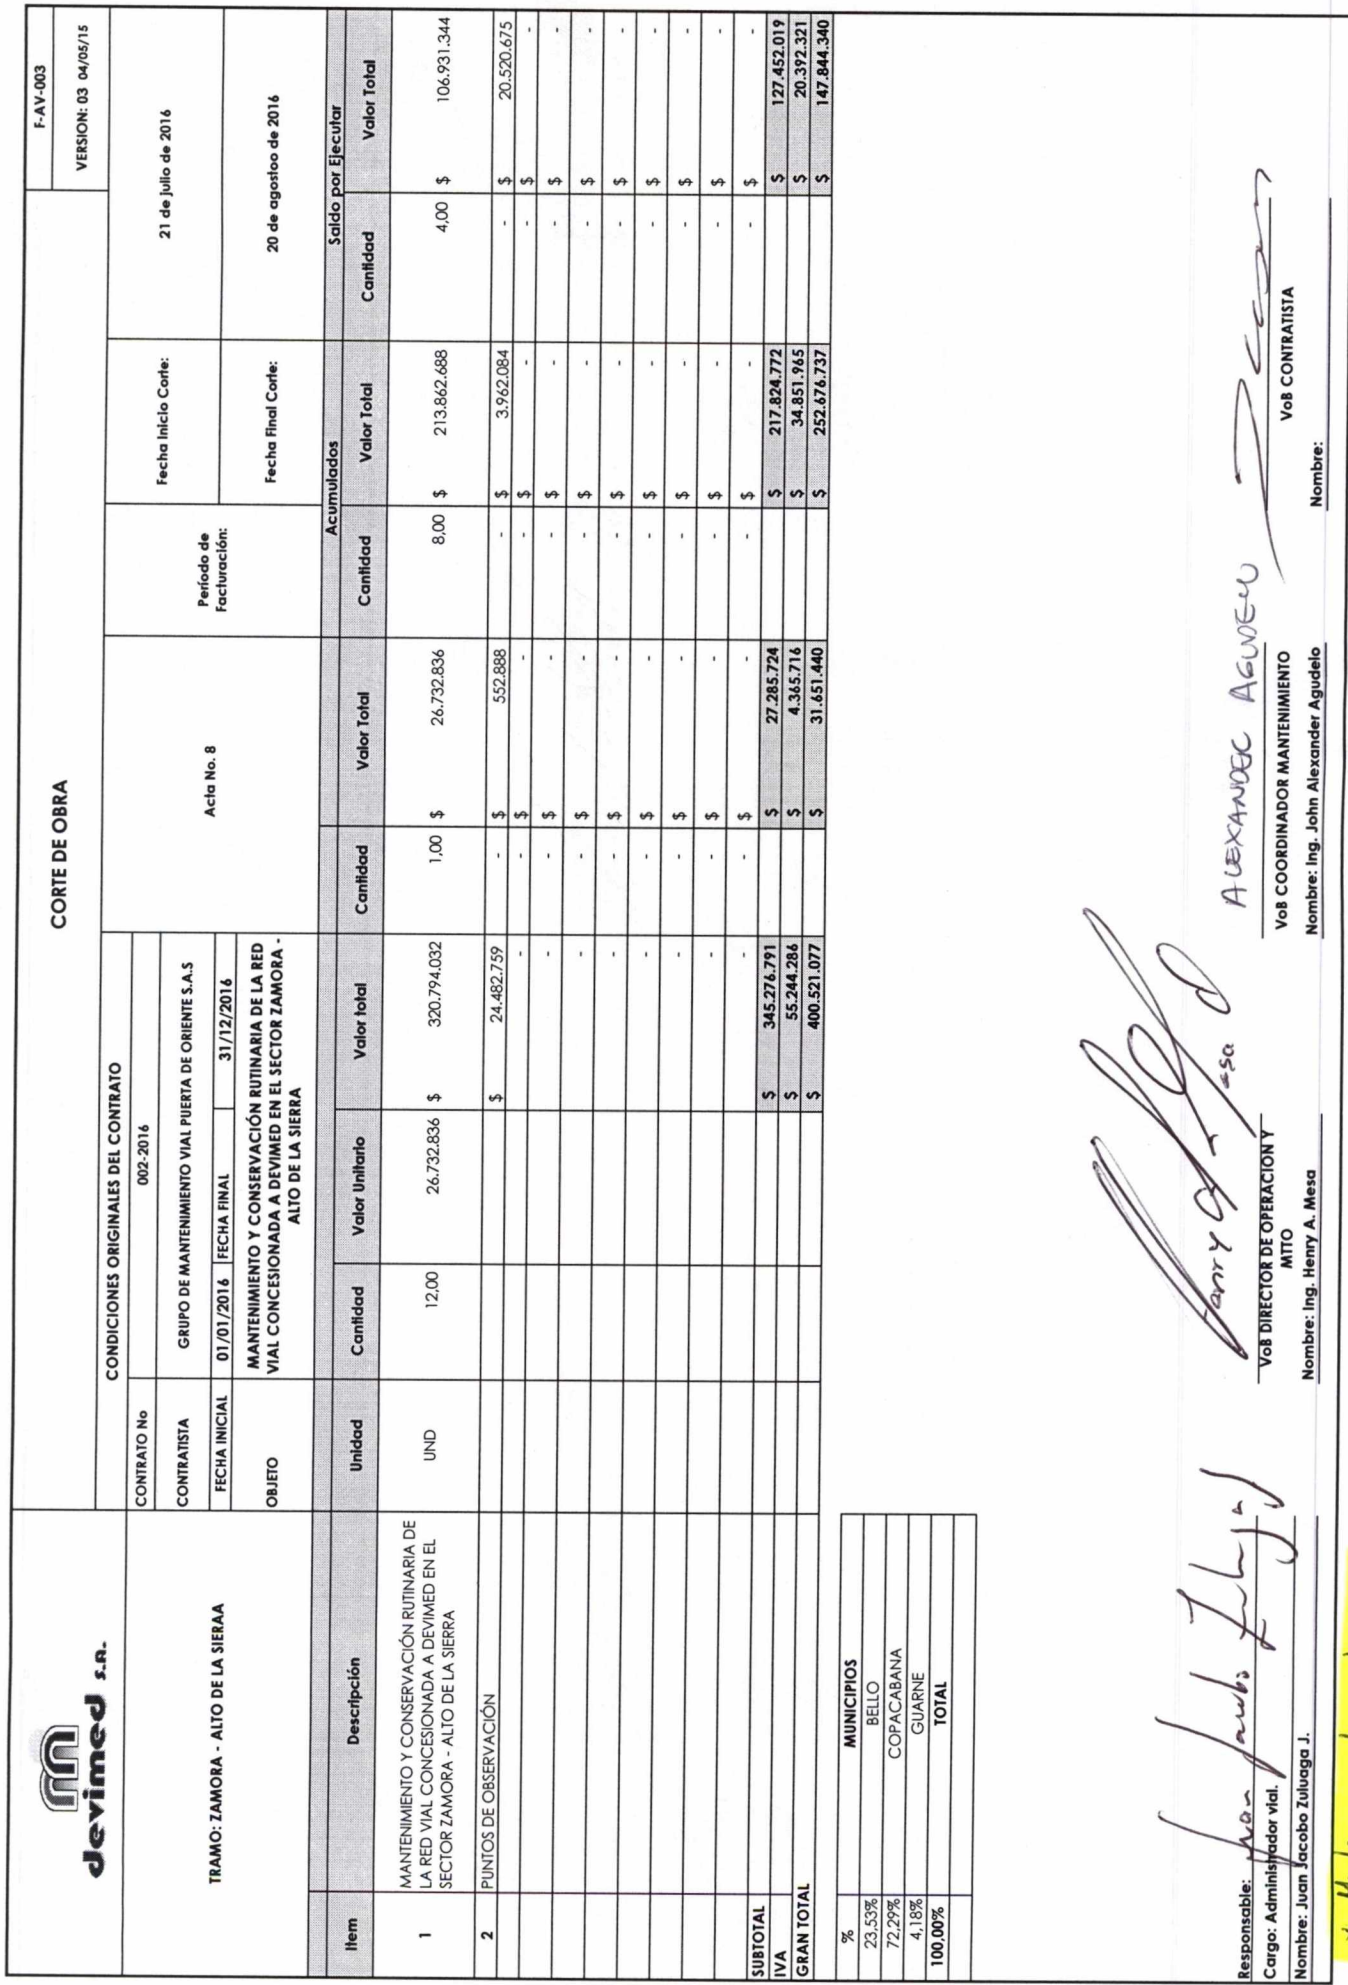 devimed S.A.
CORTE DE OBRA
F-AV-003
VERSION: 03 04/05/15
TRAMO: ZAMORA - ALTO DE LA SIERAA
CONDICIONES ORIGINALES DEL CONTRATO
CONTRATO No 002-2016
CONTRATISTA GRUPO DE MANTENIMIENTO VIAL PUERTA DE ORIENTE S.A.S
FECHA INICIAL 01/01/2016 FECHA FINAL 31/12/2016
OBJETO MANTENIMIENTO Y CONSERVACIÓN RUTINARIA DE LA RED
VIAL CONCESIONADA A DEVIMED EN EL SECTOR ZAMORA -
ALTO DE LA SIERRA
Acta No. 8
Período de
Facturación:
Fecha Inicio Corte: 21 de julio de 2016
Fecha Final Corte: 20 de agostoo de 2016
Acumulados Saldo por Ejecutar
Item Descripción Unidad Cantidad Valor Unitario Valor total Cantidad Valor Total Cantidad Valor Total Cantidad Valor Total
1 MANTENIMIENTO Y CONSERVACIÓN RUTINARIA DE
LA RED VIAL CONCESIONADA A DEVIMED EN EL
SECTOR ZAMORA - ALTO DE LA SIERRA
UND 12,00 26.732.836 $ 320.794.032 1,00 $ 26.732.836 8,00 $ 213.862.688 4,00 $ 106.931.344
2 PUNTOS DE OBSERVACIÓN $ 24.482.759 - $ 552.888 - $ 3.962.084 - $ 20.520.675
- - $ - - $ - - $ -
- - $ - - $ - - $ -
- - $ - - $ - - $ -
- - $ - - $ - - $ -
- - $ - - $ - - $ -
- - $ - - $ - - $ -
- - $ - - $ - - $ -
- - $ - - $ - - $ -
SUBTOTAL $ 345.276.791 $ 27.285.724 $ 217.824.772 $ 127.452.019
IVA $ 55.244.286 $ 4.365.716 $ 34.851.965 $ 20.392.321
GRAN TOTAL $ 400.521.077 $ 31.651.440 $ 252.676.737 $ 147.844.340
% MUNICIPIOS
23,53% BELLO
72,29% COPACABANA
4,18% GUARNE
100,00% TOTAL
Responsable: Juan Jacobo Zuluaga J
Cargo: Administrador vial.
Nombre: Juan Jacobo Zuluaga J.
VoB DIRECTOR DE OPERACION Y
MTTO
Nombre: Ing. Henry A. Mesa
ALEXANDER AGUDELO
VoB COORDINADOR MANTENIMIENTO
Nombre: Ing. John Alexander Agudelo
VoB CONTRATISTA
Nombre: